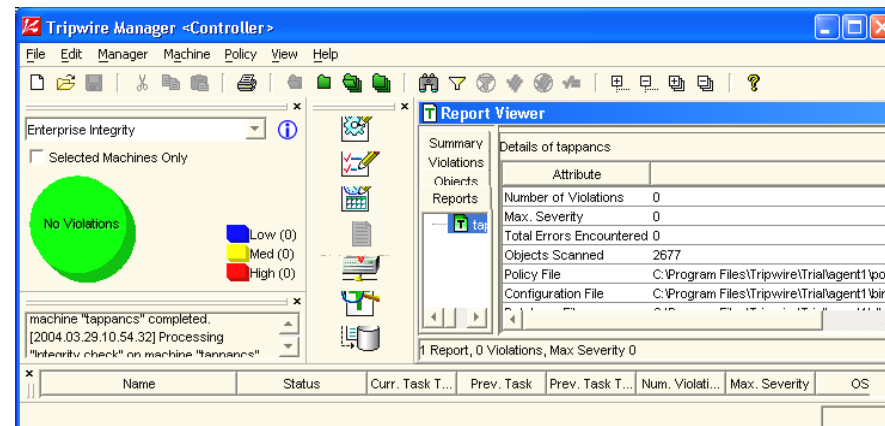 Tripwire Manager <Controller>
File Edit Manager Machine Policy View Help
Enterprise Integrity
Selected Machines Only
No Violations
Low (0)
Med (0)
High (0)
machine "tappancs" completed.
[2004.03.29.10.54.32] Processing
"Integrity check" on machine "tappancs"
Report Viewer
Summary
Violations
Objects
Reports
tap
Details of tappancs
Attribute
Number of Violations 0
Max. Severity 0
Total Errors Encountered 0
Objects Scanned 2677
Policy File C:\Program Files\Tripwire\Trial\agent1\po
Configuration File C:\Program Files\Tripwire\Trial\agent1\bin
1 Report, 0 Violations, Max Severity 0
Name Status Curr. Task T... Prev. Task Prev. Task T... Num. Violati... Max. Severity OS